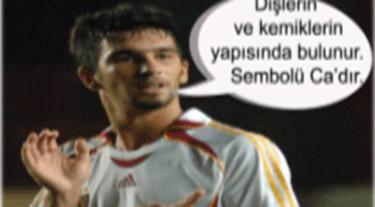 Dişlerin
ve kemiklerin
yapısında bulunur.
Sembolü Ca'dır.